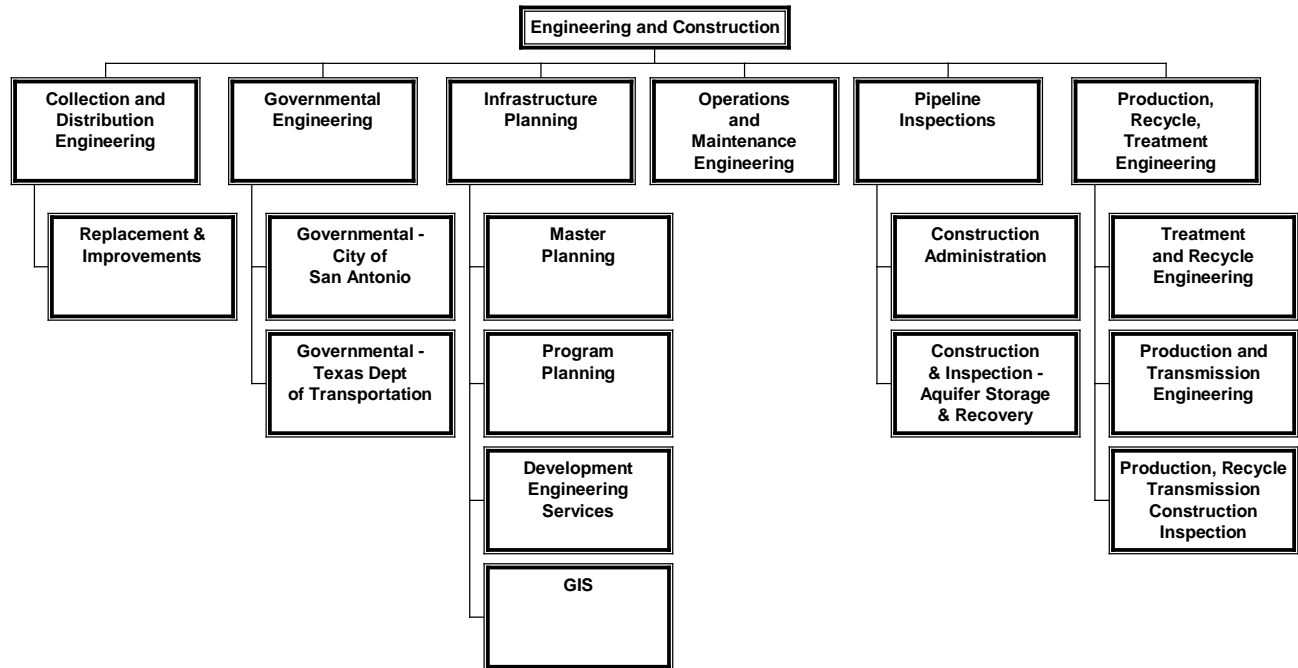 Engineering and Construction
Collection and
Distribution
Engineering
Governmental
Engineering
Infrastructure
Planning
Operations
and
Maintenance
Engineering
Pipeline
Inspections
Production,
Recycle,
Treatment
Engineering
Replacement &
Improvements
Governmental -
City of
San Antonio
Master
Planning
Construction
Administration
Treatment
and Recycle
Engineering
Governmental -
Texas Dept
of Transportation
Program
Planning
Construction
& Inspection -
Aquifer Storage
& Recovery
Production and
Transmission
Engineering
Development
Engineering
Services
Production, Recycle
Transmission
Construction
Inspection
GIS